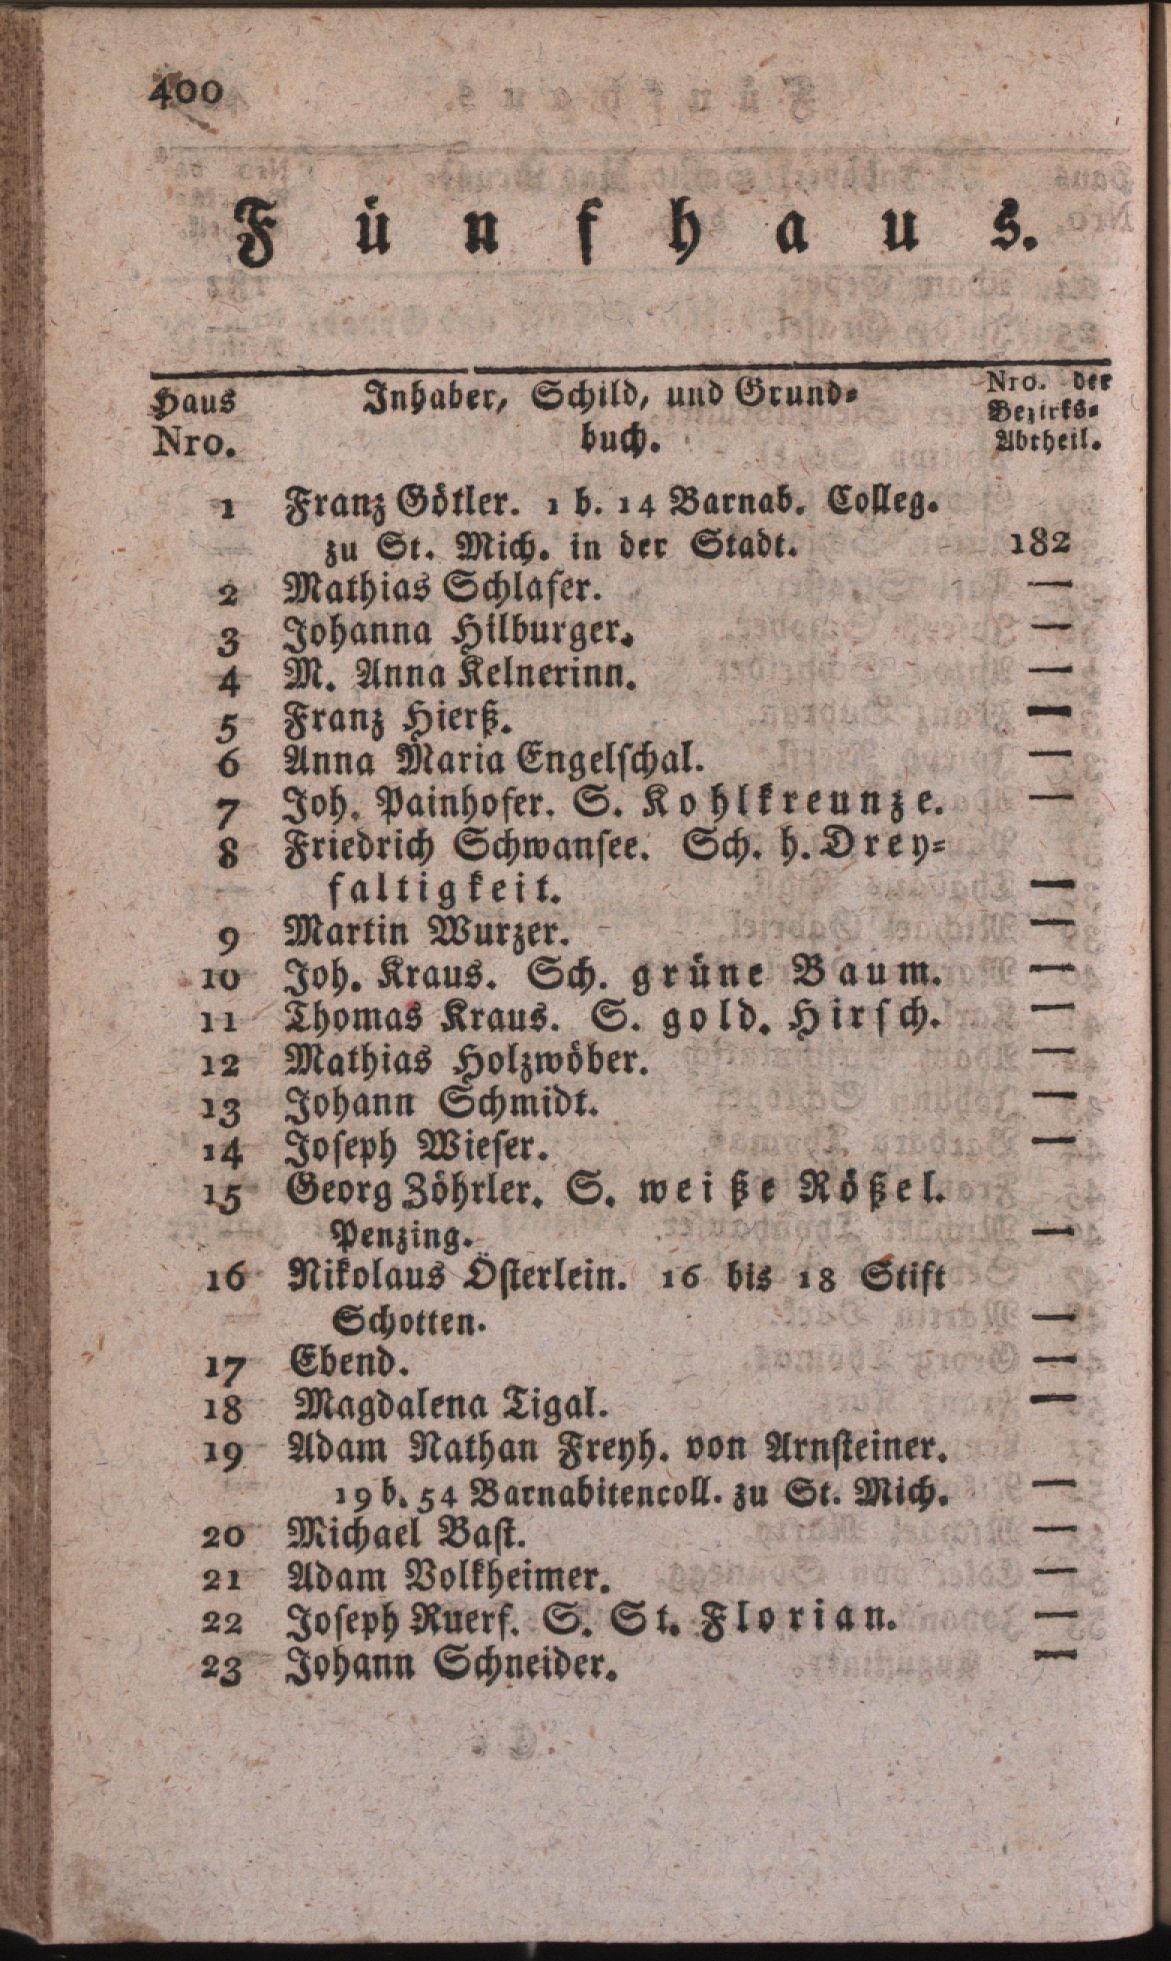 400
Fünfhaus.
Haus Inhaber, Schild, und Grund= Nro. der
Bezirks=
Nro. buch. Abtheil.
1 Franz Götler. 1 b. 14 Barnab. Colleg.
zu St. Mich. in der Stadt. 182
2 Mathias Schlafer. —
3 Johanna Hilburger. —
4 M. Anna Kelnerinn. —
5 Franz Hierß. —
6 Anna Maria Engelschal. —
7 Joh. Painhofer. S. Kohlkreunze. —
8 Friedrich Schwansee. Sch. h. Drey=
faltigkeit. —
9 Martin Wurzer. —
10 Joh. Kraus. Sch. grüne Baum. —
11 Thomas Kraus. S. gold. Hirsch. —
12 Mathias Holzwöber. —
13 Johann Schmidt. —
14 Joseph Wieser. —
15 Georg Zöhrler. S. weiße Rößel.
Penzing. —
16 Nikolaus Österlein. 16 bis 18 Stift
Schotten. —
17 Ebend. —
18 Magdalena Tigal. —
19 Adam Nathan Freyh. von Arnsteiner.
19 b. 54 Barnabitencoll. zu St. Mich. —
20 Michael Bast. —
21 Adam Volkheimer. —
22 Joseph Ruerf. S. St. Florian. —
23 Johann Schneider. —